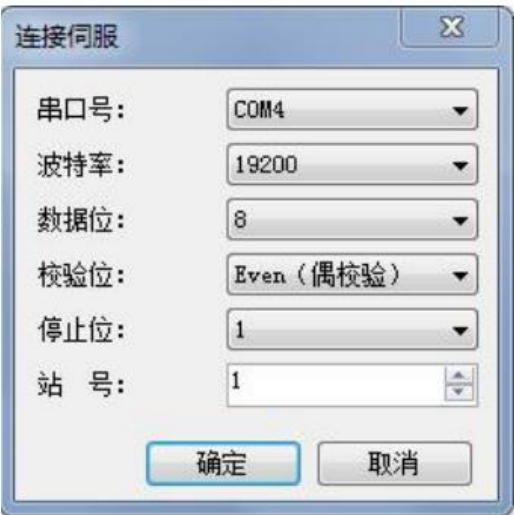 连接伺服
串口号： COM4
波特率： 19200
数据位： 8
校验位： Even（偶校验）
停止位： 1
站 号： 1
确定 取消